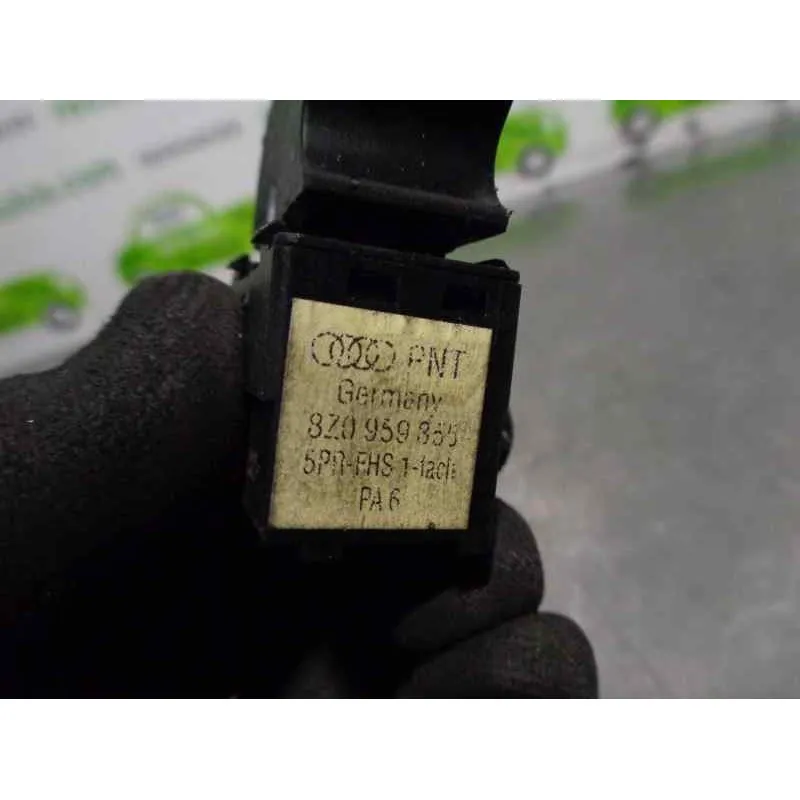 PNT
Germany
8Z0 959 855
5PR-FHS 1-fach
PA 6